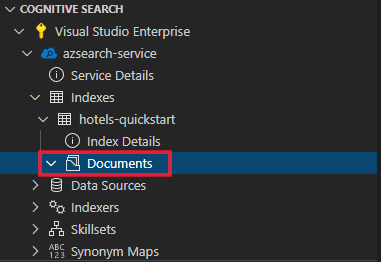 COGNITIVE SEARCH
Visual Studio Enterprise
azsearch-service
Service Details
Indexes
hotels-quickstart
Index Details
Documents
Data Sources
Indexers
Skillsets
ABC
123
Synonym Maps